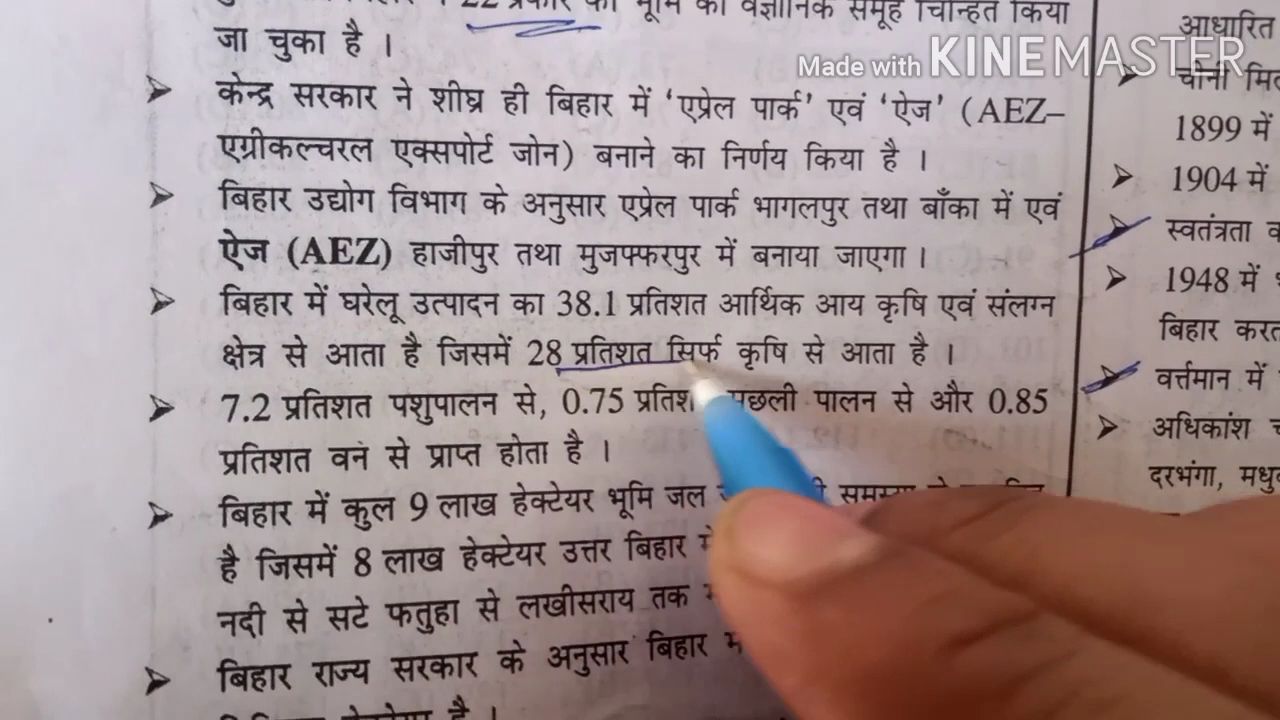 22 प्रकार की भूमि का वैज्ञानिक समूह चिन्हित किया
जा चुका है ।
केन्द्र सरकार ने शीघ्र ही बिहार में ‘एप्रेल पार्क’ एवं ‘ऐज’ (AEZ–
एग्रीकल्चरल एक्सपोर्ट जोन) बनाने का निर्णय किया है ।
बिहार उद्योग विभाग के अनुसार एप्रेल पार्क भागलपुर तथा बाँका में एवं
ऐज (AEZ) हाजीपुर तथा मुजफ्फरपुर में बनाया जाएगा ।
बिहार में घरेलू उत्पादन का 38.1 प्रतिशत आर्थिक आय कृषि एवं संलग्न
क्षेत्र से आता है जिसमें 28 प्रतिशत सिर्फ कृषि से आता है ।
7.2 प्रतिशत पशुपालन से, 0.75 मछली पालन से और 0.85
प्रतिशत वन से प्राप्त होता है ।
बिहार में कुल 9 लाख हेक्टेयर भूमि जल समस्या से
है जिसमें 8 लाख हेक्टेयर उत्तर बिहार में
नदी से सटे फतुहा से लखीसराय तक
बिहार राज्य सरकार के अनुसार बिहार
है ।
Made with KINEMASTER
आधारित
चीनी
1899 में
1904 में
स्वतंत्रता
1948 में
बिहार
वर्त्तमान में
अधिकांश
दरभंगा,